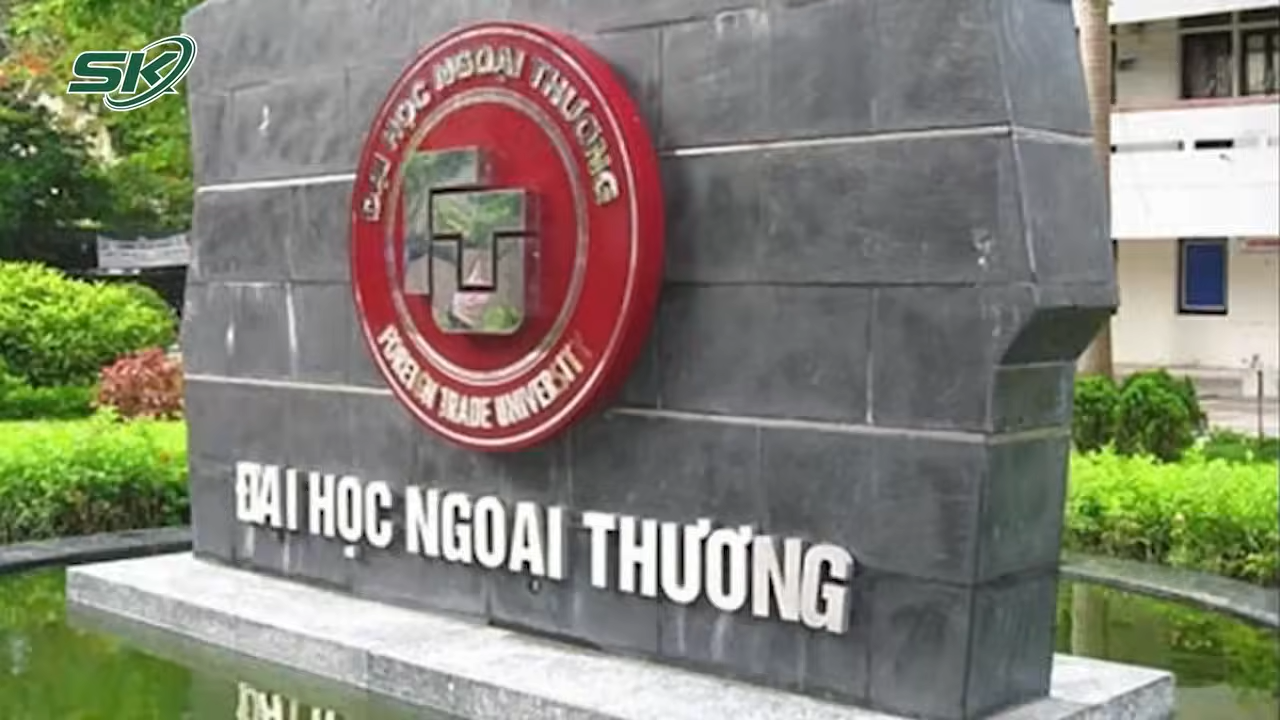 SK
ĐẠI HỌC NGOẠI THƯƠNG
FOREIGN TRADE UNIVERSITY
ĐẠI HỌC NGOẠI THƯƠNG